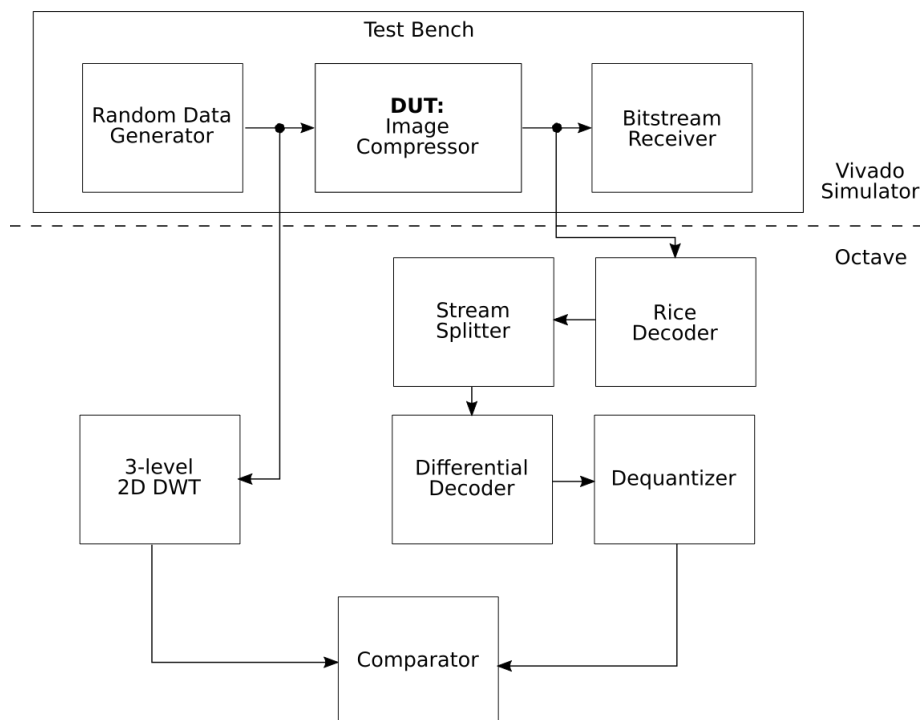 Test Bench
Random Data
Generator
DUT:
Image
Compressor
Bitstream
Receiver
Vivado
Simulator
Octave
Stream
Splitter
Rice
Decoder
3-level
2D DWT
Differential
Decoder
Dequantizer
Comparator